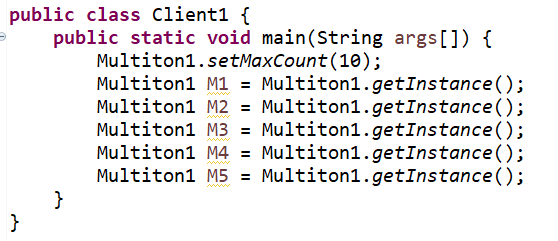 public class Client1 {
    public static void main(String args[]) {
        Multiton1.setMaxCount(10);
        Multiton1 M1 = Multiton1.getInstance();
        Multiton1 M2 = Multiton1.getInstance();
        Multiton1 M3 = Multiton1.getInstance();
        Multiton1 M4 = Multiton1.getInstance();
        Multiton1 M5 = Multiton1.getInstance();
    }
}